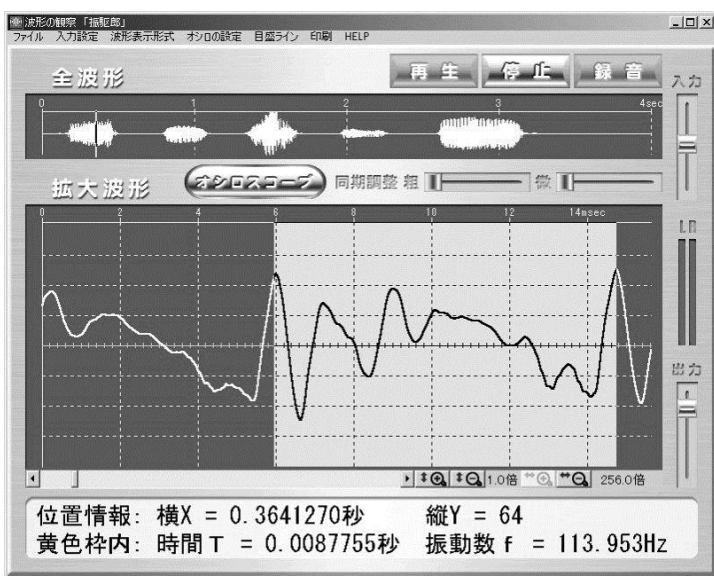 波形の観察「振駆郎」
ファイル 入力設定 波形表示形式 オシロの設定 目盛ライン 印刷 HELP
全波形 再生 停止 録音 入力
0 1 2 3 4sec
拡大波形 オシロスコープ 同期調整 粗 微
0 2 4 6 8 10 12 14msec
LR
出力
1.0倍 256.0倍
位置情報: 横X = 0.3641270秒 縦Y = 64
黄色枠内: 時間T = 0.0087755秒 振動数f = 113.953Hz